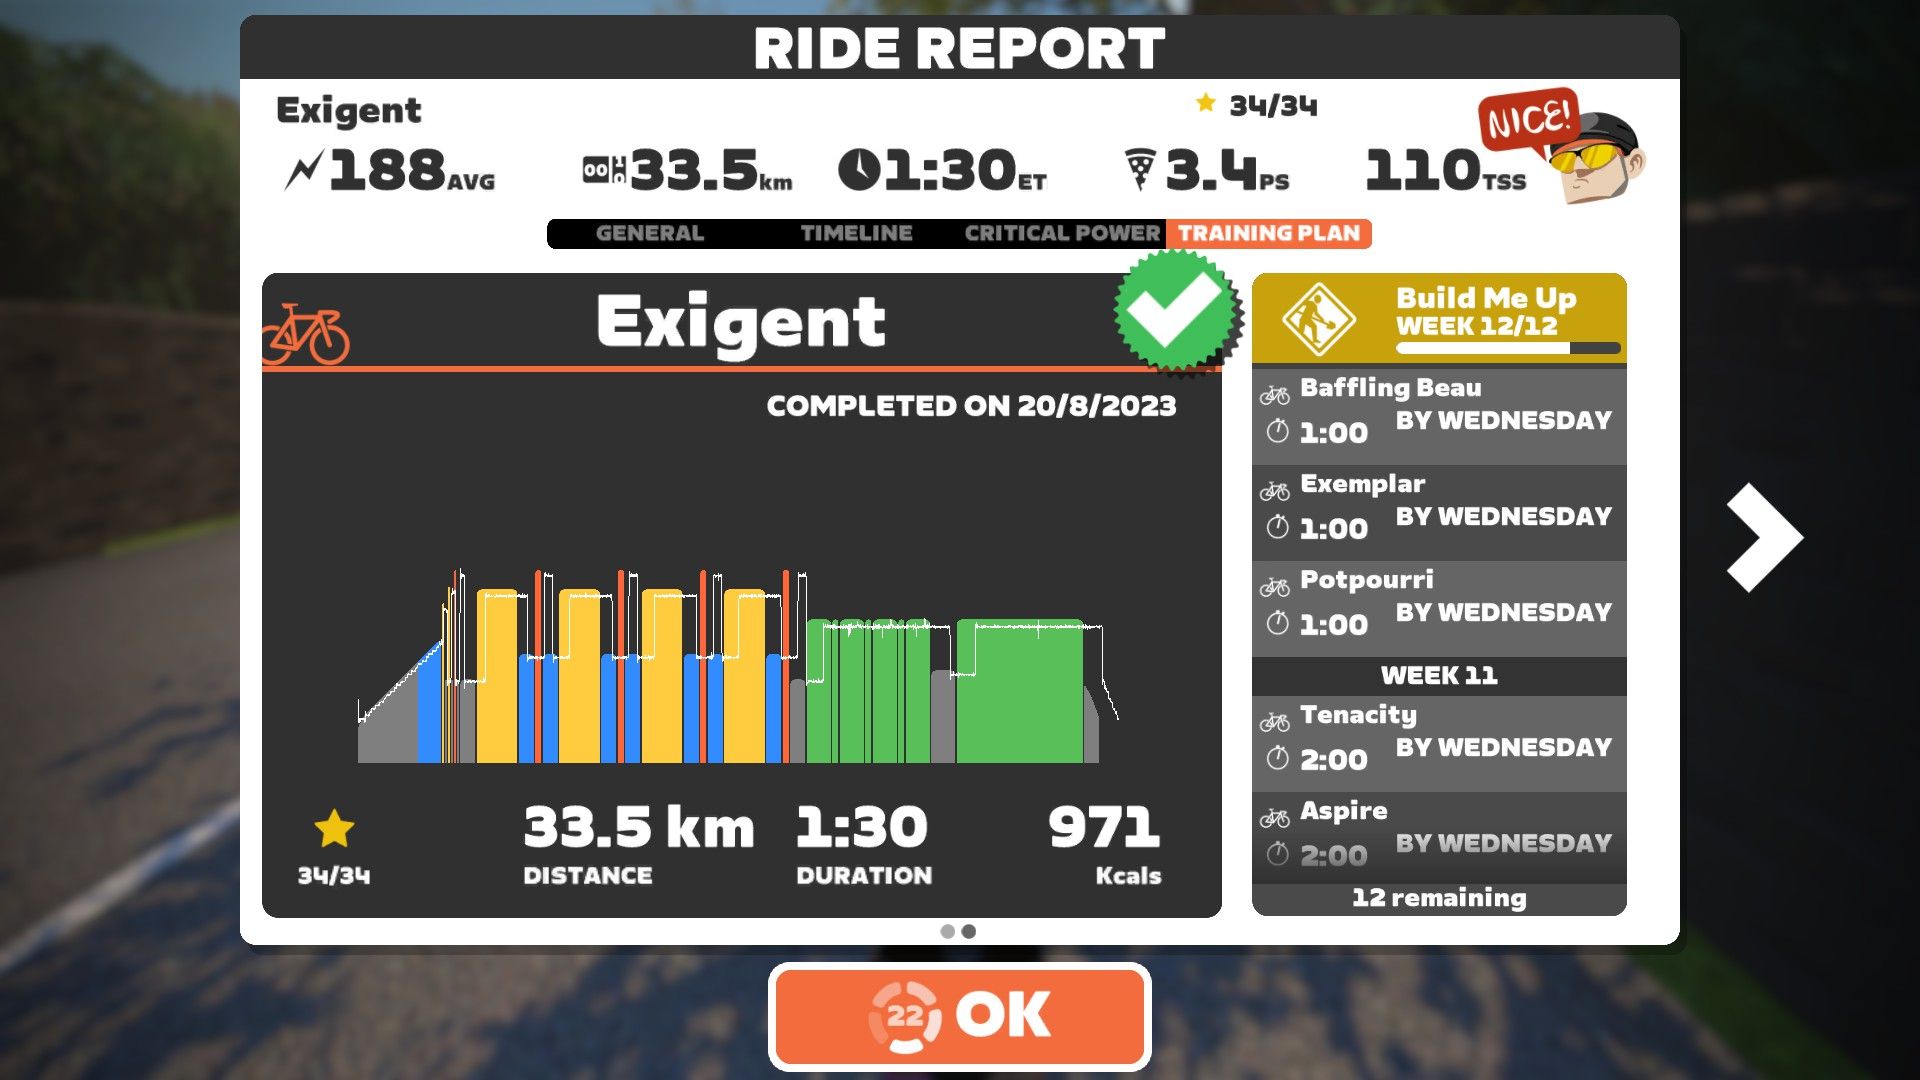 RIDE REPORT
Exigent
34/34
NICE!
188AVG
33.5km
1:30ET
3.4PS
110TSS
GENERAL
TIMELINE
CRITICAL POWER
TRAINING PLAN
Exigent
COMPLETED ON 20/8/2023
34/34
33.5 km
DISTANCE
1:30
DURATION
971
Kcals
Build Me Up
WEEK 12/12
Baffling Beau
BY WEDNESDAY
1:00
Exemplar
BY WEDNESDAY
1:00
Potpourri
BY WEDNESDAY
1:00
WEEK 11
Tenacity
BY WEDNESDAY
2:00
Aspire
BY WEDNESDAY
2:00
12 remaining
22 OK